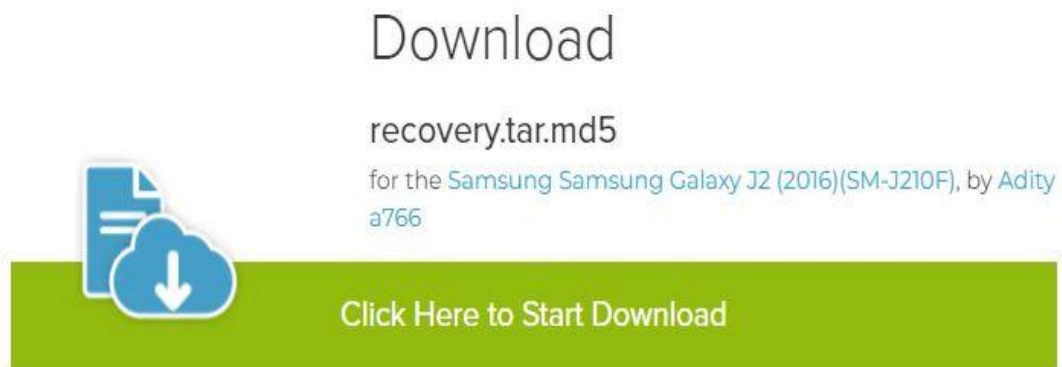 Download
recovery.tar.md5
for the Samsung Samsung Galaxy J2 (2016)(SM-J210F), by Adity
a766
Click Here to Start Download